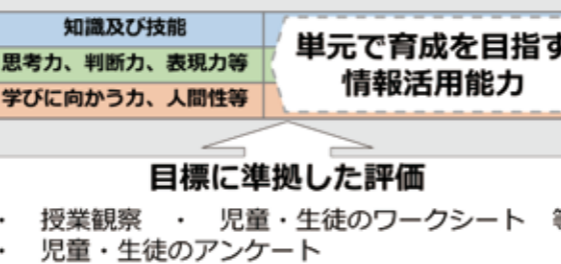 知識及び技能
思考力、判断力、表現力等
学びに向かう力、人間性等
単元で育成を目指す
情報活用能力
目標に準拠した評価
・ 授業観察 ・ 児童・生徒のワークシート 等
・ 児童・生徒のアンケート